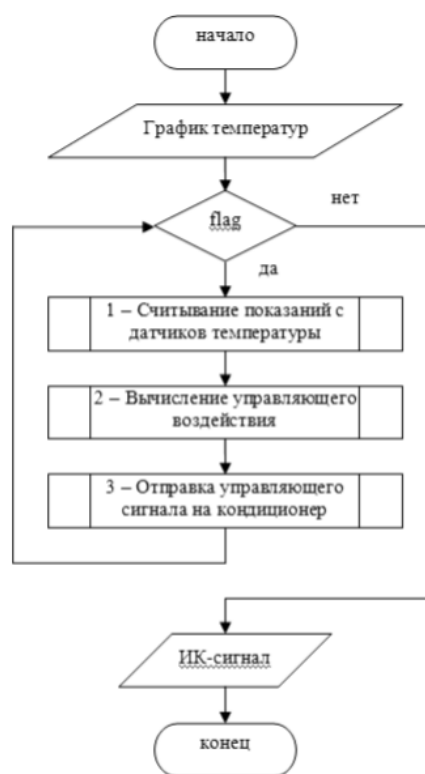 начало
График температур
flag
нет
да
1 – Считывание показаний с
датчиков температуры
2 – Вычисление управляющего
воздействия
3 – Отправка управляющего
сигнала на кондиционер
ИК-сигнал
конец